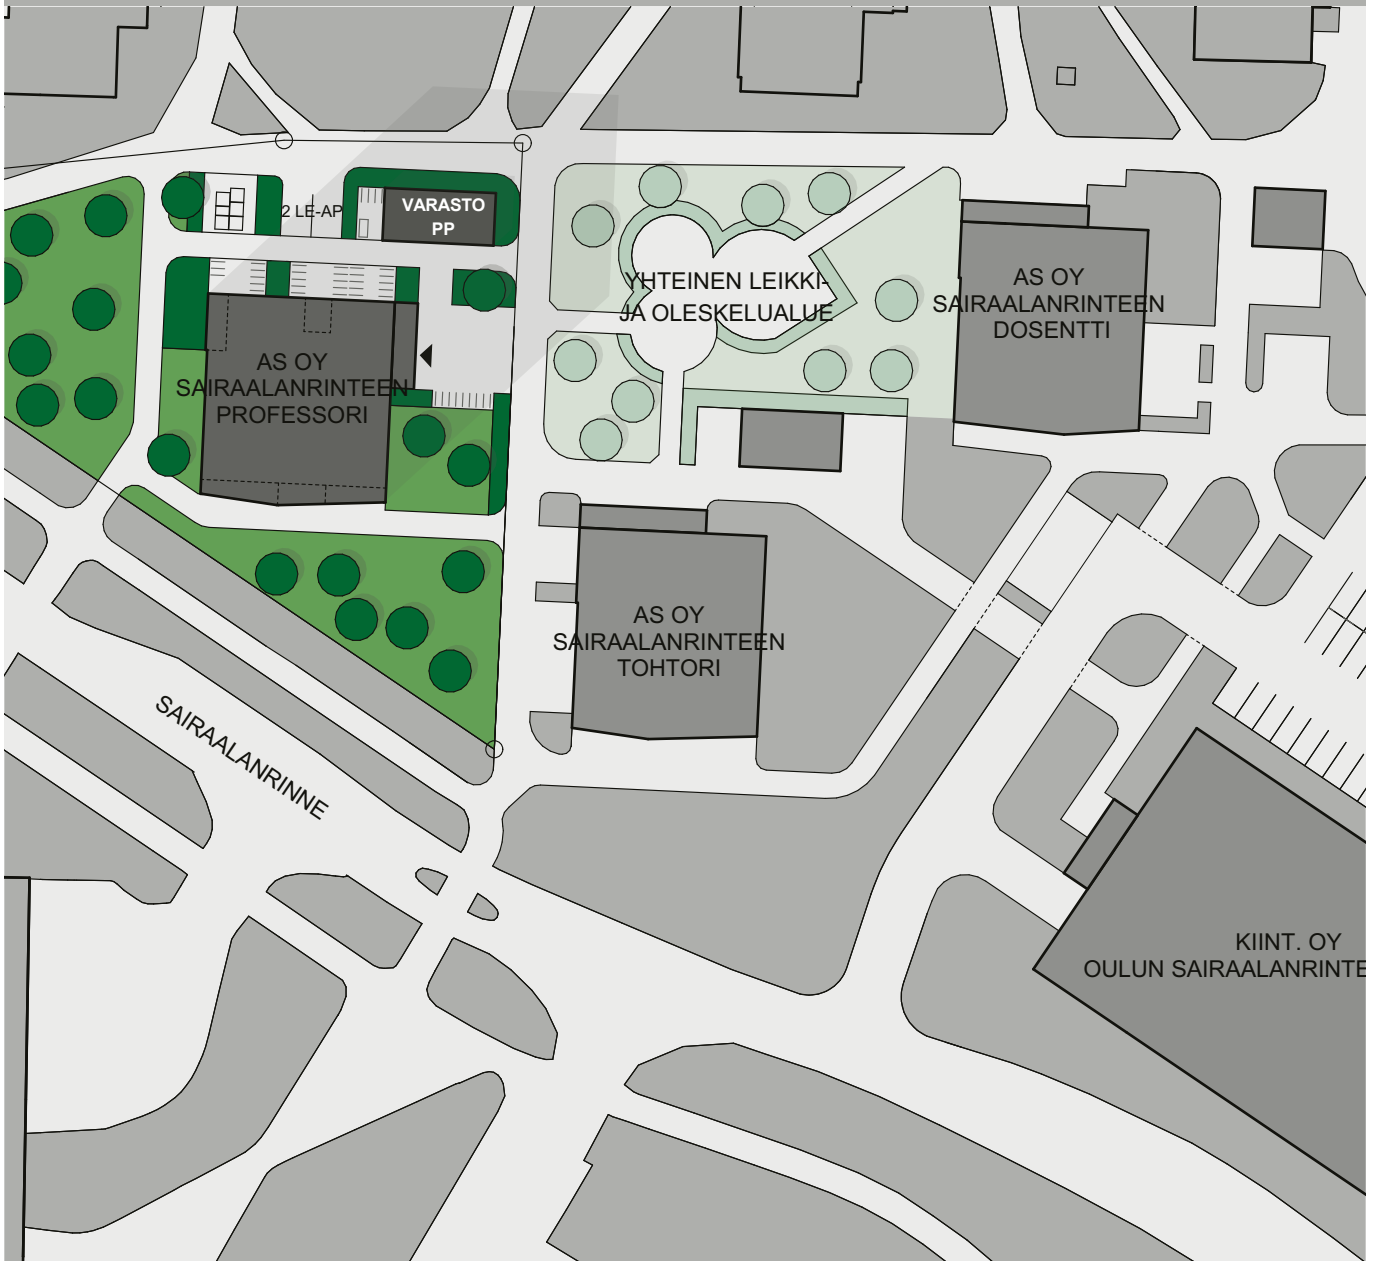 2 LE-AP
VARASTO
PP
YHTEINEN LEIKKI-
JA OLESKELUALUE
AS OY
SAIRAALANRINTEEN
DOSENTTI
AS OY
SAIRAALANRINTEEN
PROFESSORI
AS OY
SAIRAALANRINTEEN
TOHTORI
SAIRAALANRINNE
KIINT. OY
OULUN SAIRAALANRINTE